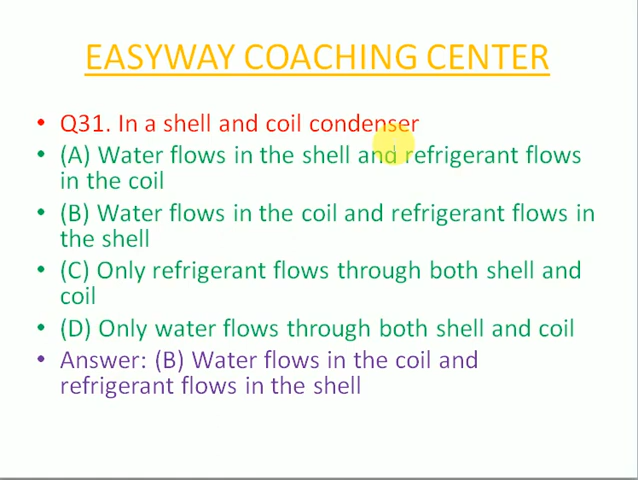 EASYWAY COACHING CENTER
• Q31. In a shell and coil condenser
• (A) Water flows in the shell and refrigerant flows
in the coil
• (B) Water flows in the coil and refrigerant flows in
the shell
• (C) Only refrigerant flows through both shell and
coil
• (D) Only water flows through both shell and coil
• Answer: (B) Water flows in the coil and
refrigerant flows in the shell